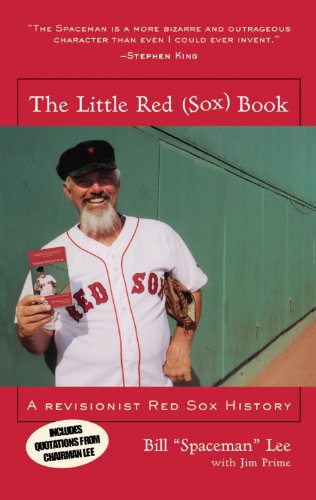 "THE SPACEMAN IS A MORE BIZARRE AND OUTRAGEOUS
CHARACTER THAN EVEN I COULD EVER INVENT."
–STEPHEN KING
The Little Red (Sox) Book
RED SOX
A REVISIONIST RED SOX HISTORY
INCLUDES
QUOTATIONS FROM
CHAIRMAN LEE
Bill "Spaceman" Lee
with Jim Prime